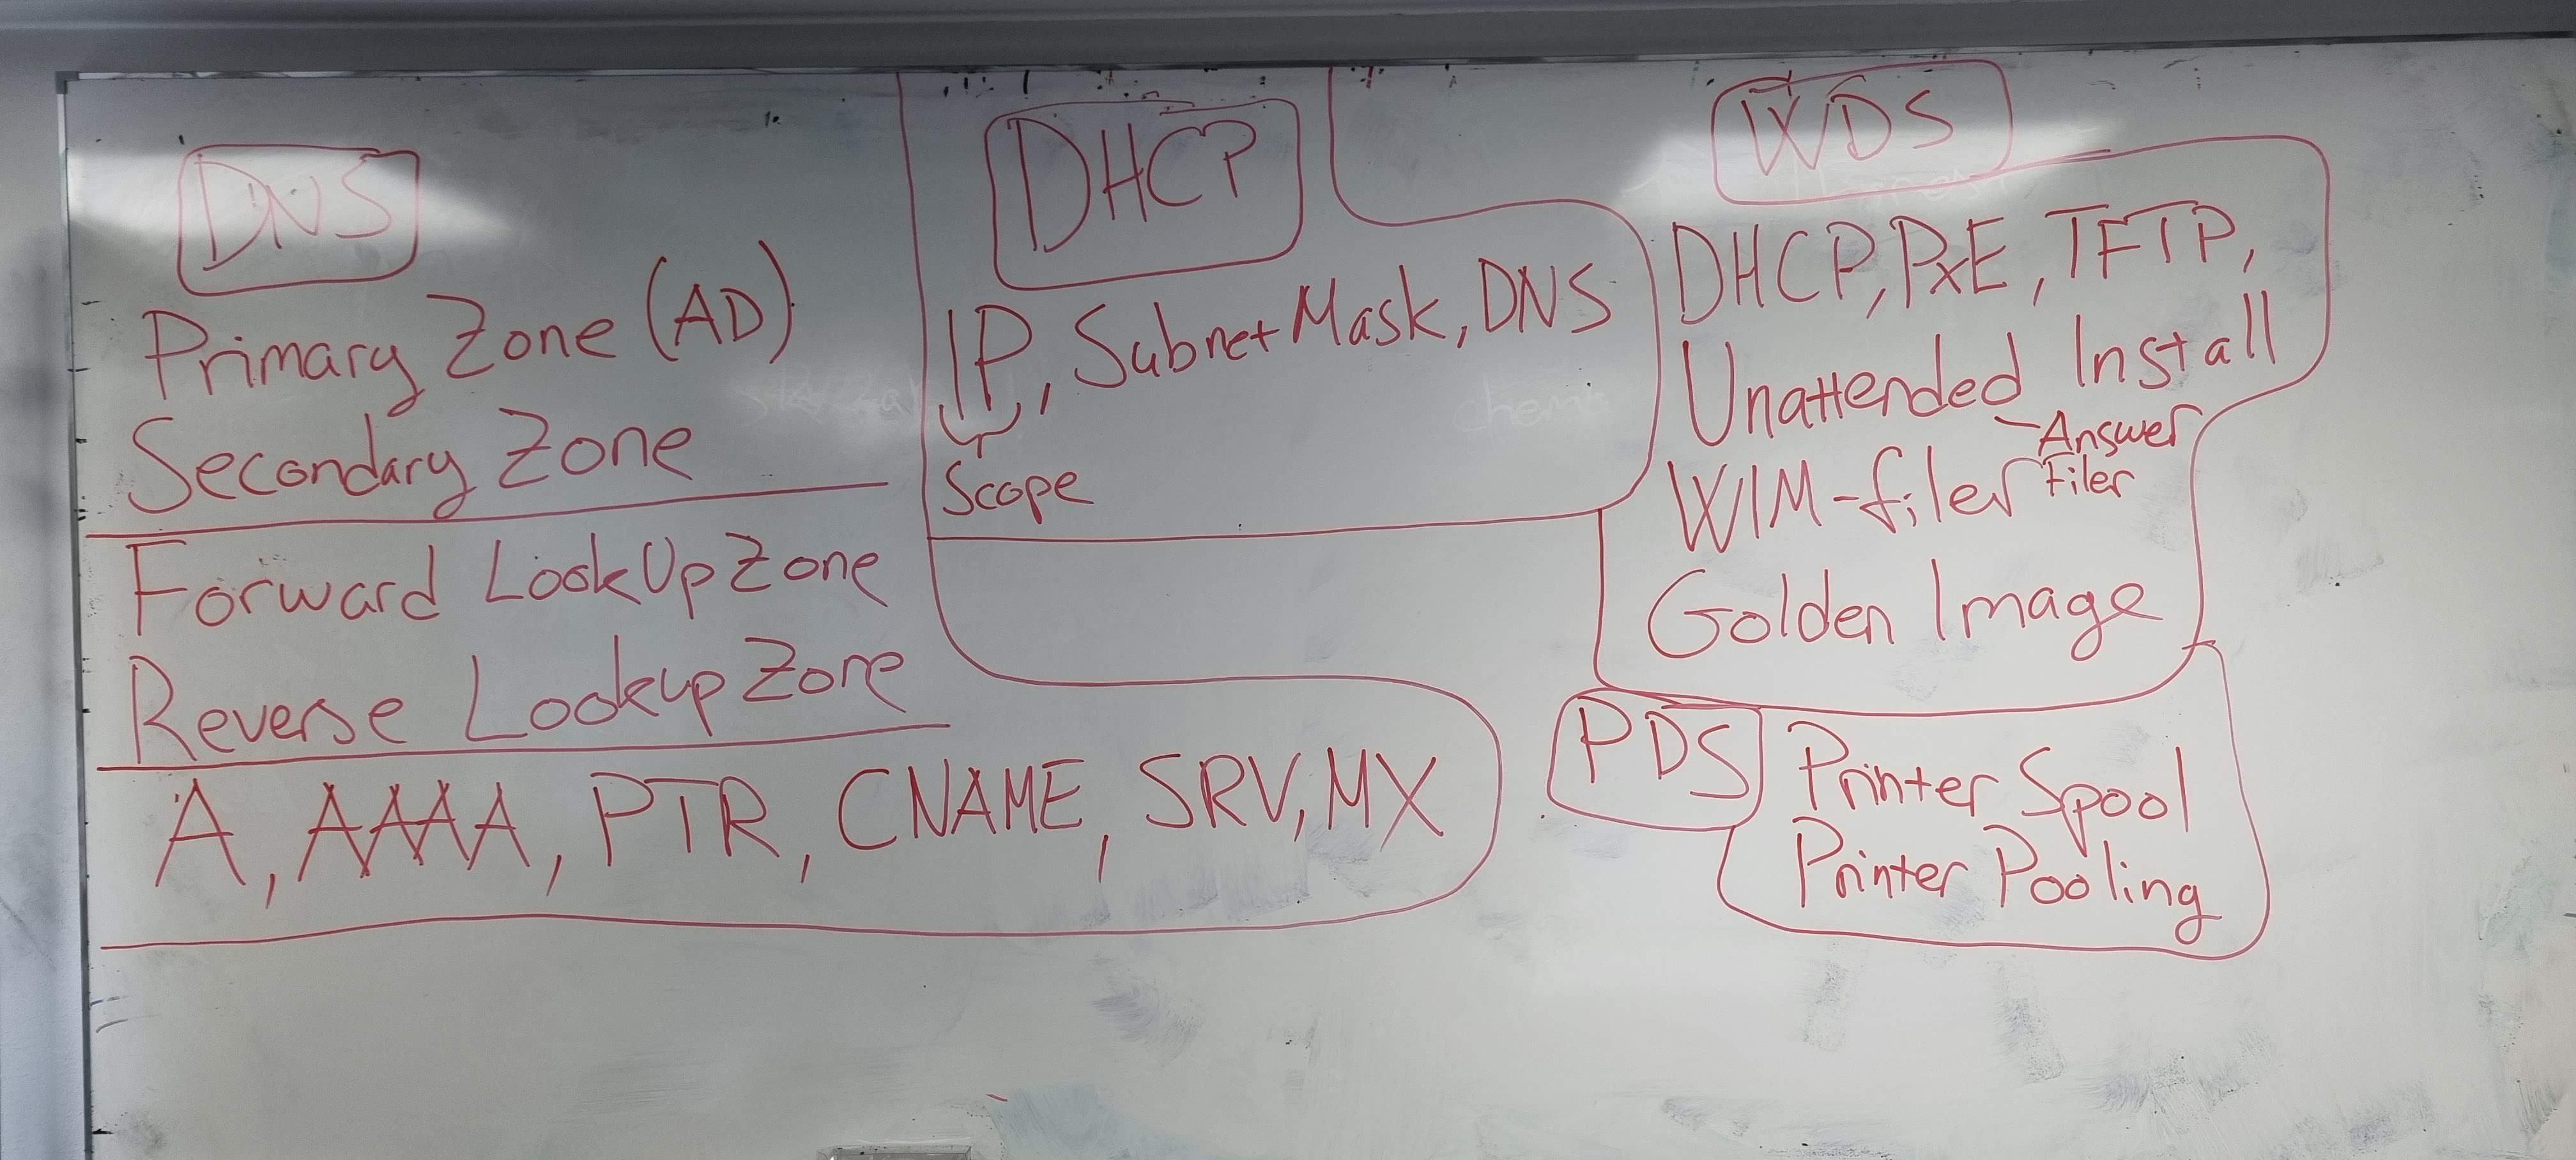 DNS
Primary Zone (AD)
Secondary Zone
Forward LookUp Zone
Reverse Lookup Zone
A, AAAA, PTR, CNAME, SRV, MX
DHCP
IP, Subnet Mask, DNS
Scope
WDS
DHCP, PxE, TFTP,
Unattended Install
Answer
Filer
WIM-filer
Golden Image
PDS
Printer Spool
Printer Pooling